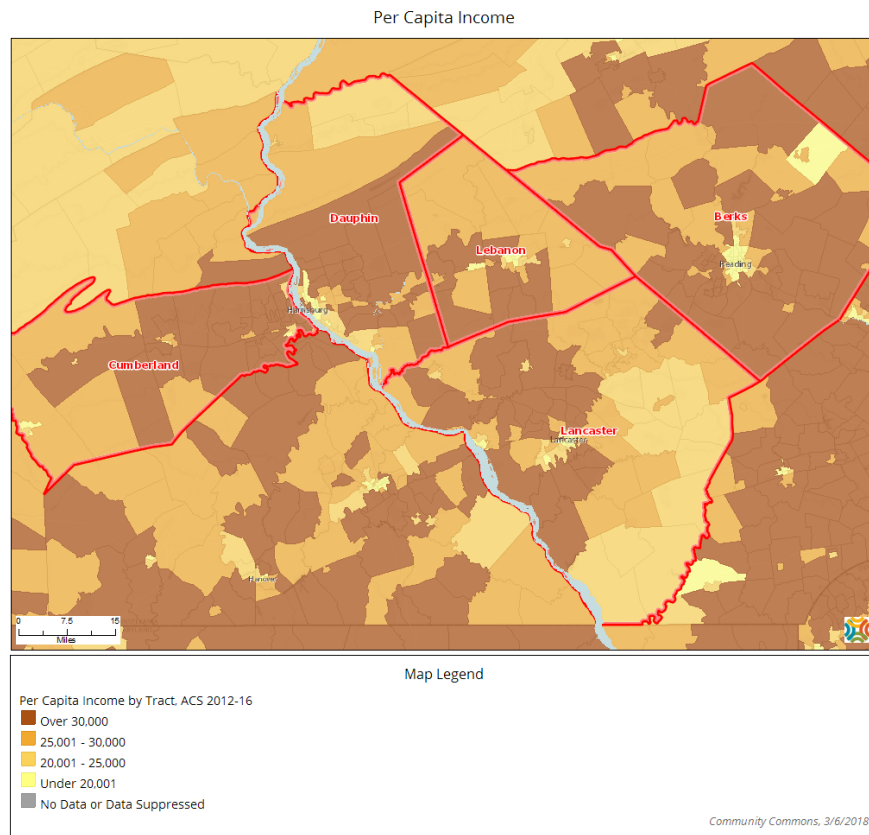 Per Capita Income
Dauphin
Berks
Lebanon
Reading
Harrisburg
Cumberland
Lancaster
Lancaster
Hanover
0 7.5 15
Miles
Map Legend
Per Capita Income by Tract, ACS 2012-16
Over 30,000
25,001 - 30,000
20,001 - 25,000
Under 20,001
No Data or Data Suppressed
Community Commons, 3/6/2018